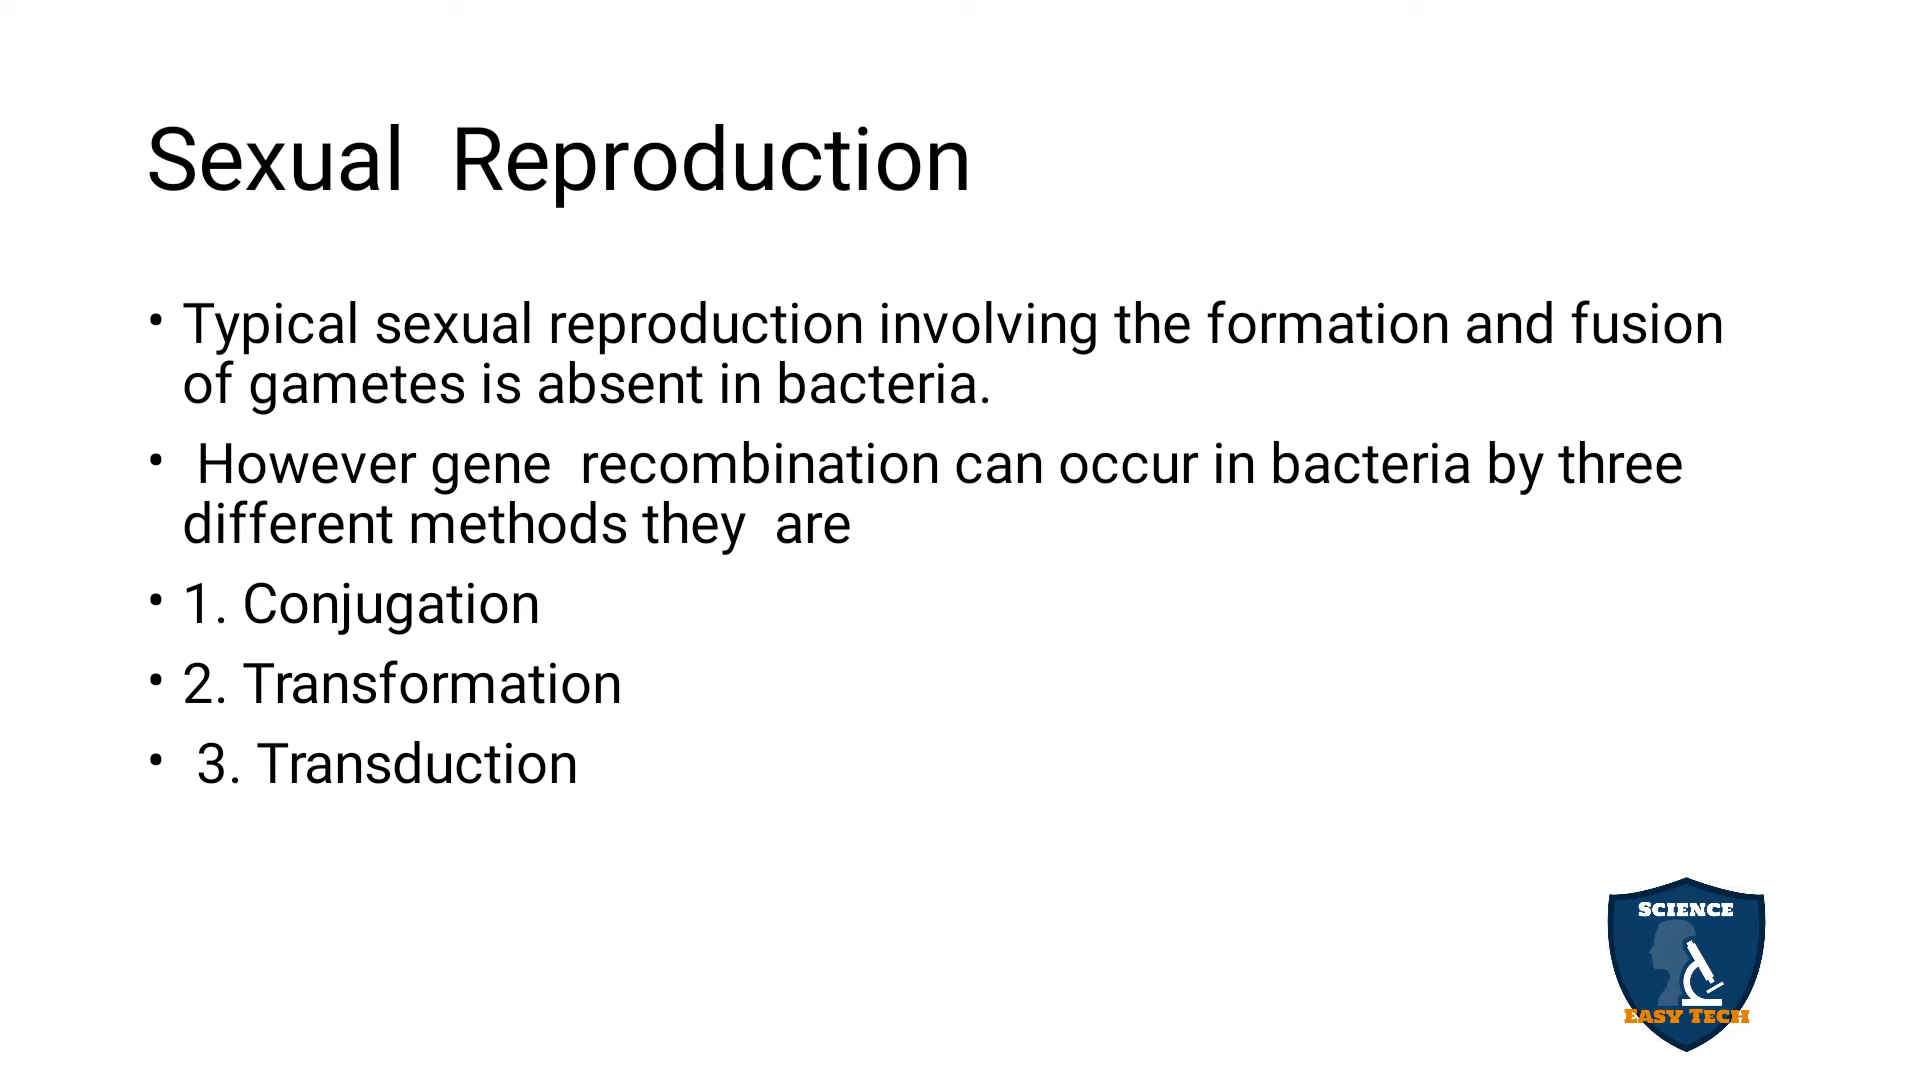 Sexual  Reproduction
• Typical sexual reproduction involving the formation and fusion
of gametes is absent in bacteria.
•  However gene  recombination can occur in bacteria by three
different methods they  are
• 1. Conjugation
• 2. Transformation
•  3. Transduction
SCIENCE
EASY TECH